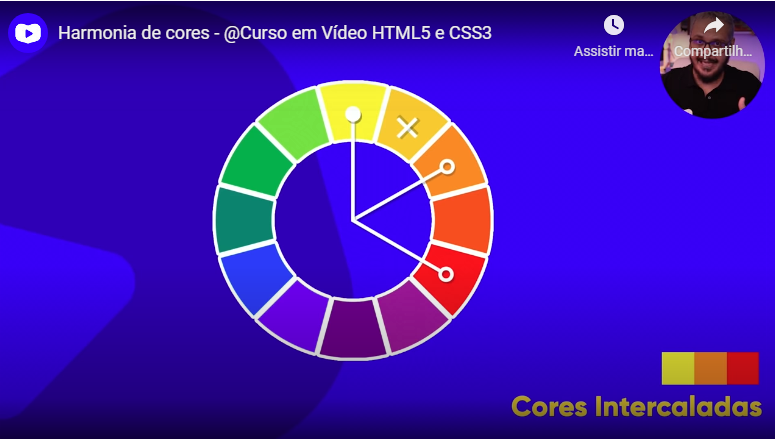 Harmonia de cores - @Curso em Vídeo HTML5 e CSS3
Assistir ma...
Compartilh...
Cores Intercaladas